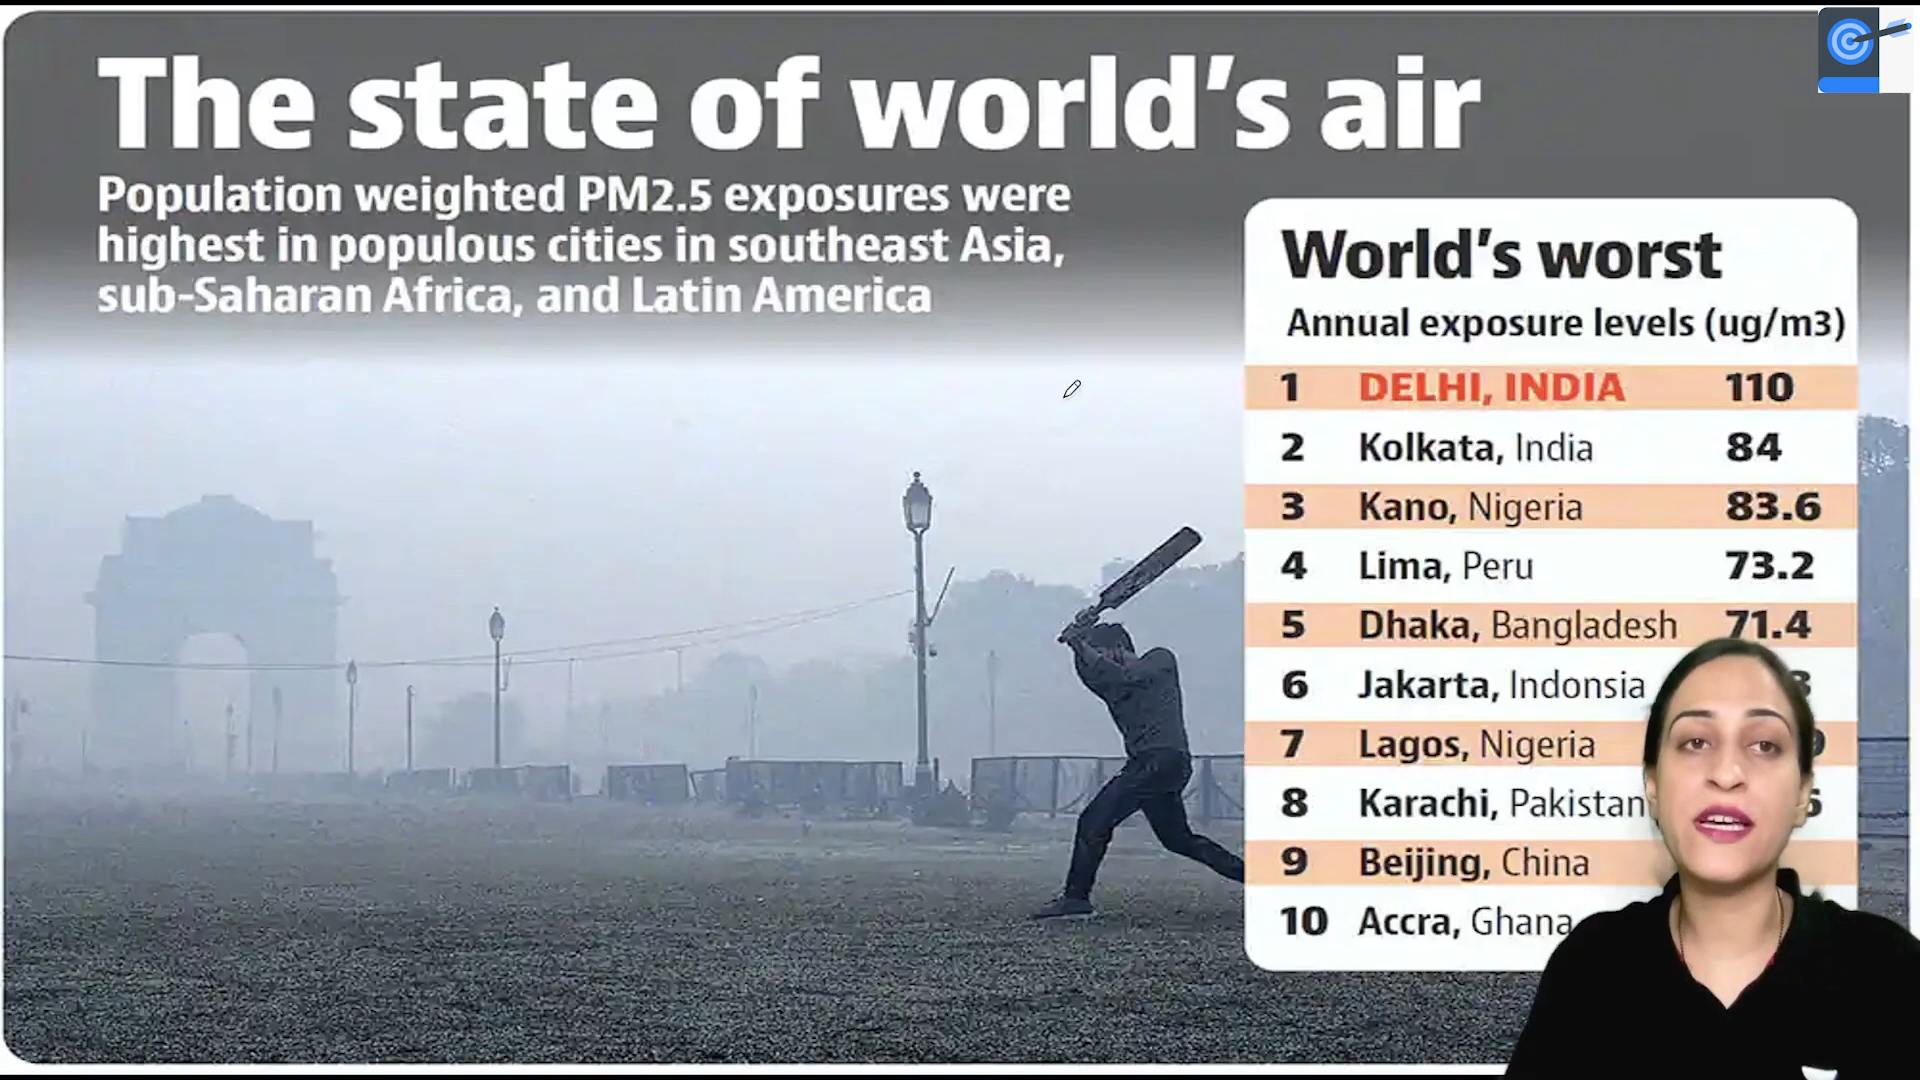 The state of world's air
Population weighted PM2.5 exposures were
highest in populous cities in southeast Asia,
sub-Saharan Africa, and Latin America
World's worst
Annual exposure levels (ug/m3)
1 DELHI, INDIA 110
2 Kolkata, India 84
3 Kano, Nigeria 83.6
4 Lima, Peru 73.2
5 Dhaka, Bangladesh 71.4
6 Jakarta, Indonsia
7 Lagos, Nigeria
8 Karachi, Pakistan
9 Beijing, China
10 Accra, Ghana